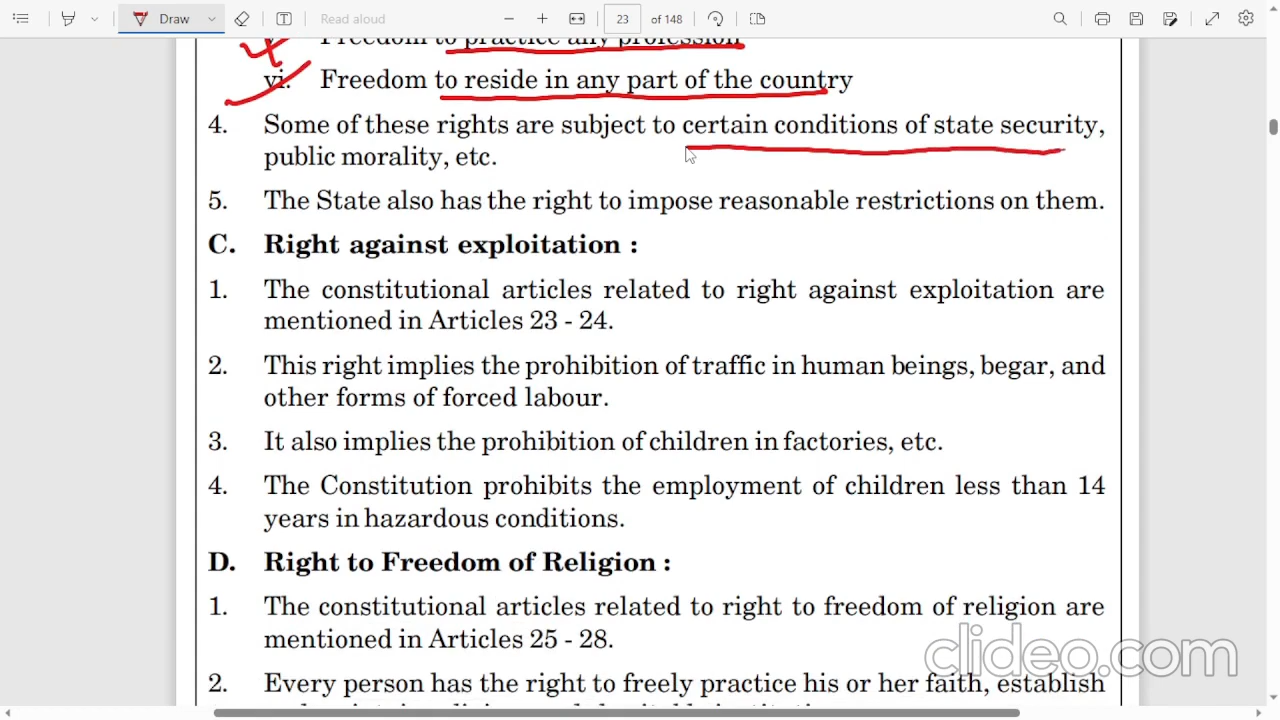 Draw
Read aloud
23 of 148
Freedom to practice any profession
vi. Freedom to reside in any part of the country
4. Some of these rights are subject to certain conditions of state security,
public morality, etc.
5. The State also has the right to impose reasonable restrictions on them.
C. Right against exploitation :
1. The constitutional articles related to right against exploitation are
mentioned in Articles 23 - 24.
2. This right implies the prohibition of traffic in human beings, begar, and
other forms of forced labour.
3. It also implies the prohibition of children in factories, etc.
4. The Constitution prohibits the employment of children less than 14
years in hazardous conditions.
D. Right to Freedom of Religion :
1. The constitutional articles related to right to freedom of religion are
mentioned in Articles 25 - 28.
clideo.com
2. Every person has the right to freely practice his or her faith, establish